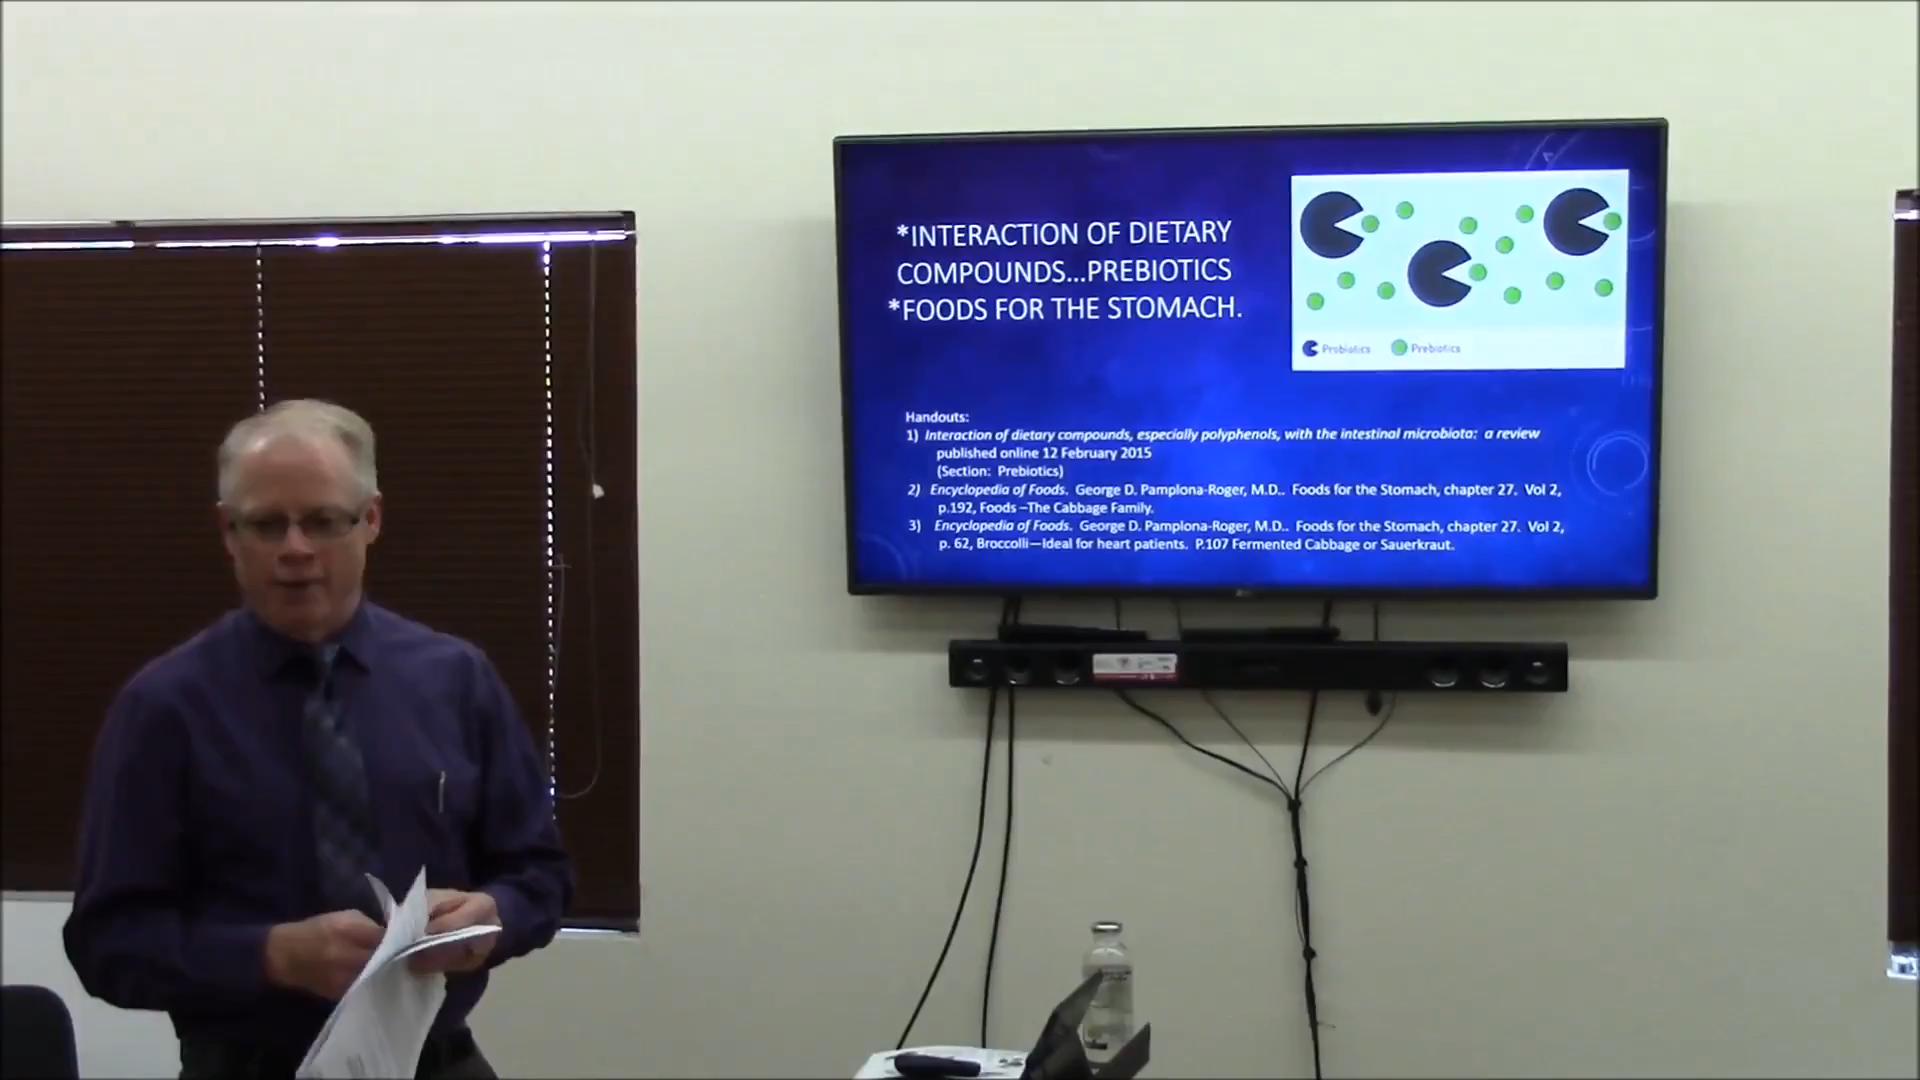 *INTERACTION OF DIETARY
COMPOUNDS...PREBIOTICS
*FOODS FOR THE STOMACH.
Probiotics Prebiotics
Handouts:
1) Interaction of dietary compounds, especially polyphenols, with the intestinal microbiota: a review
published online 12 February 2015
(Section: Prebiotics)
2) Encyclopedia of Foods. George D. Pamplona-Roger, M.D.. Foods for the Stomach, chapter 27. Vol 2,
p.192, Foods –The Cabbage Family.
3) Encyclopedia of Foods. George D. Pamplona-Roger, M.D.. Foods for the Stomach, chapter 27. Vol 2,
p. 62, Broccolli—Ideal for heart patients. P.107 Fermented Cabbage or Sauerkraut.